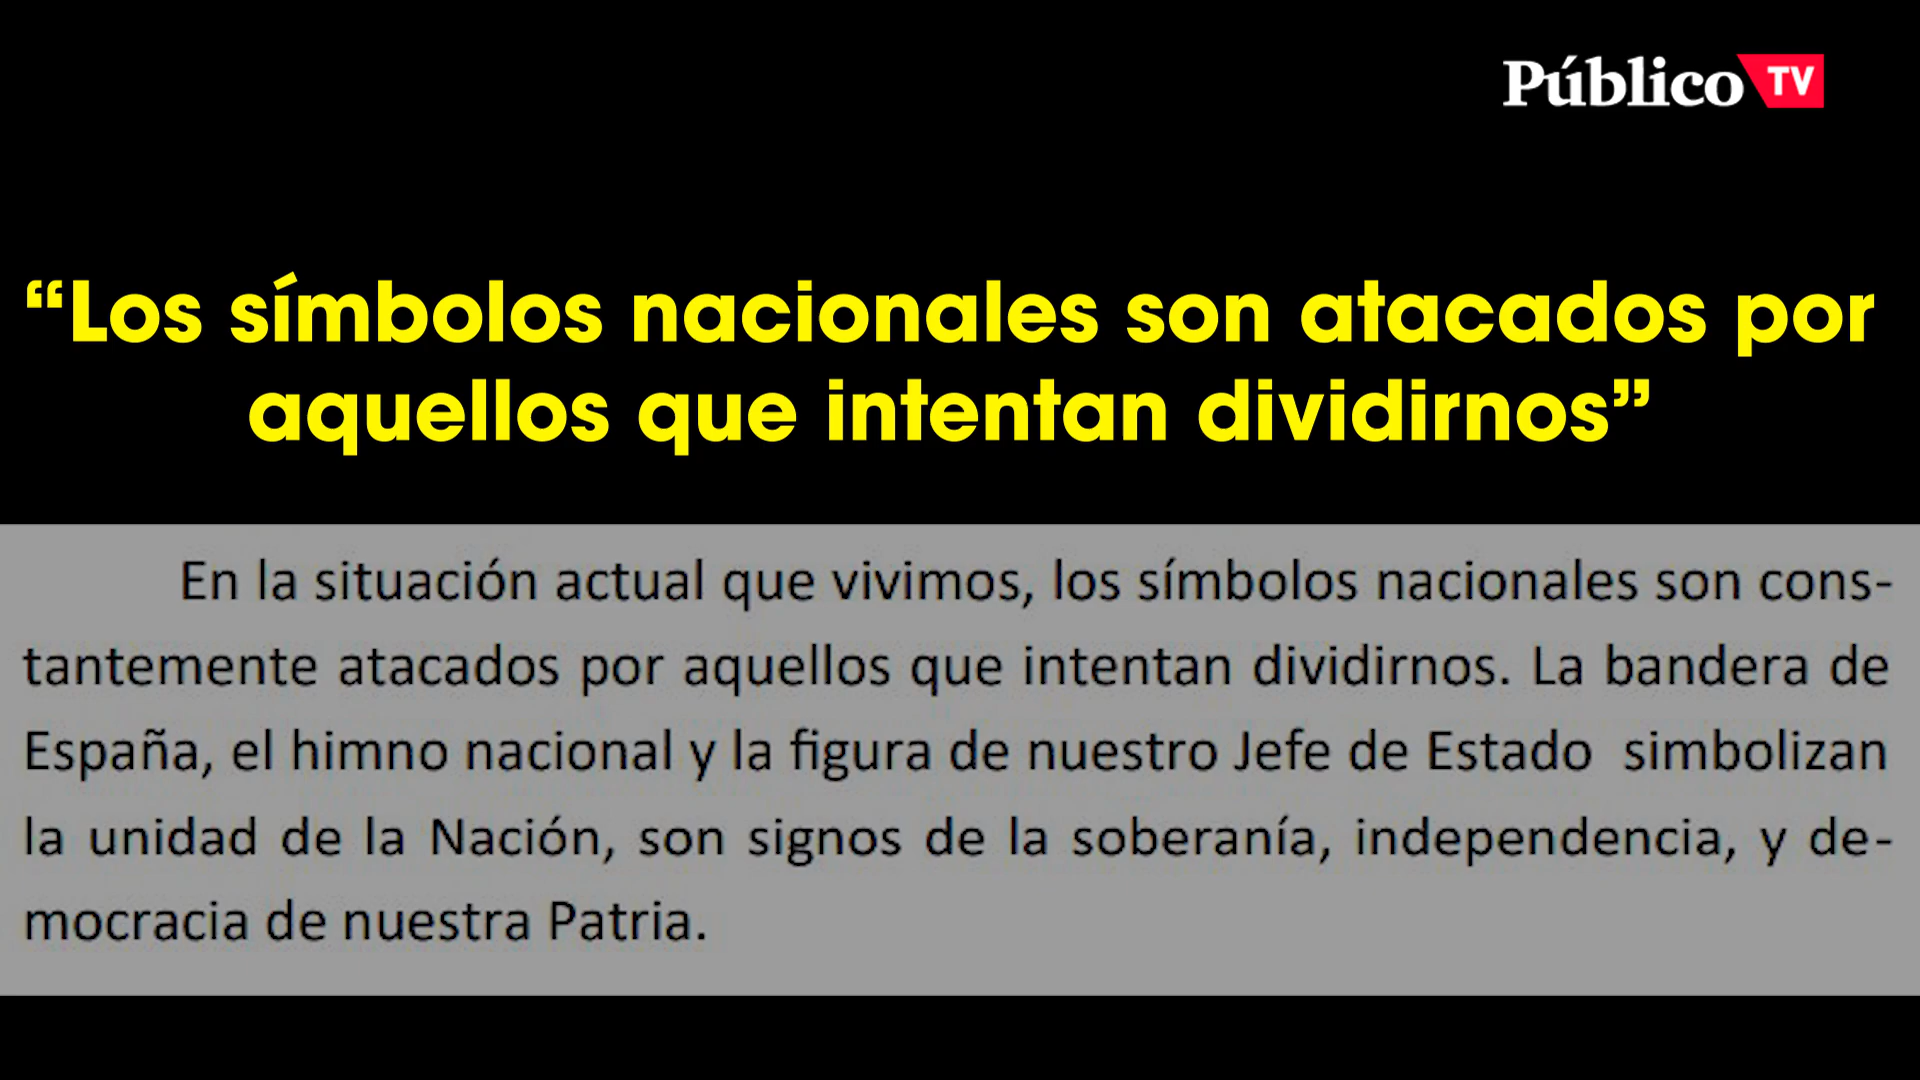 Público TV
“Los símbolos nacionales son atacados por
aquellos que intentan dividirnos”
En la situación actual que vivimos, los símbolos nacionales son cons-
tantemente atacados por aquellos que intentan dividirnos. La bandera de
España, el himno nacional y la figura de nuestro Jefe de Estado simbolizan
la unidad de la Nación, son signos de la soberanía, independencia, y de-
mocracia de nuestra Patria.